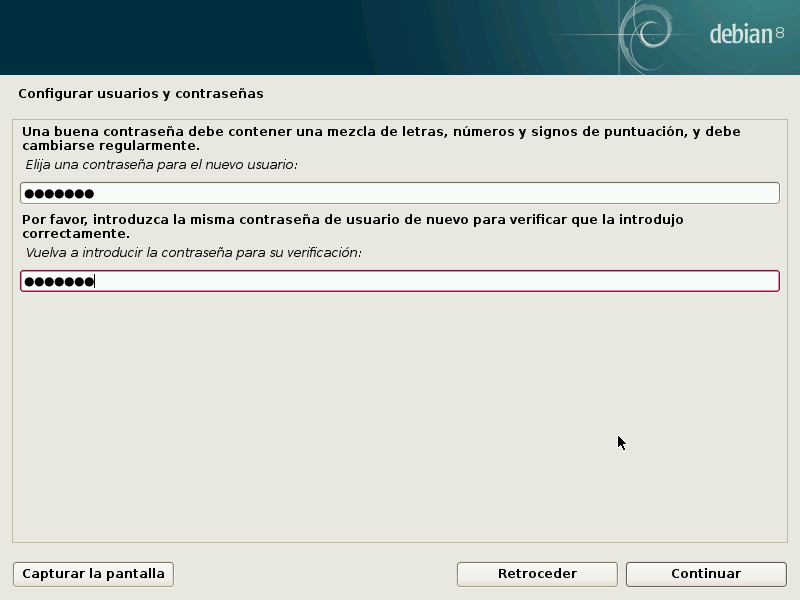 debian 8
Configurar usuarios y contraseñas
Una buena contraseña debe contener una mezcla de letras, números y signos de puntuación, y debe
cambiarse regularmente.
Elija una contraseña para el nuevo usuario:
●●●●●●●
Por favor, introduzca la misma contraseña de usuario de nuevo para verificar que la introdujo
correctamente.
Vuelva a introducir la contraseña para su verificación:
●●●●●●●
Capturar la pantalla
Retroceder
Continuar